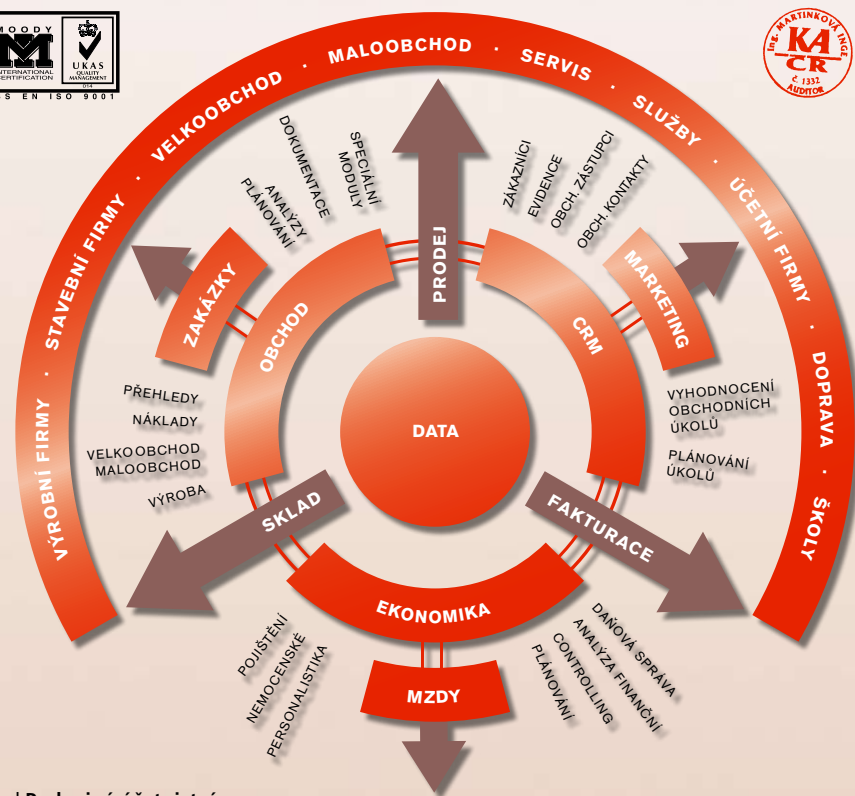 MOODY
INTERNATIONAL
CERTIFICATION
UKAS
QUALITY
MANAGEMENT
014
EN ISO 9001
Ing. MARTINKOVÁ INGE
KA
ČR
č. 1332
AUDITOR
VÝROBNÍ FIRMY · STAVEBNÍ FIRMY · VELKOOBCHOD · MALOOBCHOD · SERVIS · SLUŽBY · ÚČETNÍ FIRMY · DOPRAVA · ŠKOLY
PLÁNOVÁNÍ
ANALÝZY
DOKUMENTACE
SPECIÁLNÍ
MODULY
ZÁKAZNÍCI
EVIDENCE
OBCH. ZÁSTUPCI
OBCH. KONTAKTY
PRODEJ
ZAKÁZKY
OBCHOD
CRM
MARKETING
DATA
PŘEHLEDY
NÁKLADY
VELKOOBCHOD
MALOOBCHOD
VÝROBA
VYHODNOCENÍ
OBCHODNÍCH
ÚKOLŮ
PLÁNOVÁNÍ
ÚKOLŮ
SKLAD
FAKTURACE
EKONOMIKA
POJIŠTĚNÍ
NEMOCENSKÉ
PERSONALISTIKA
DAŇOVÁ SPRÁVA
ANALÝZA FINANČNÍ
CONTROLLING
PLÁNOVÁNÍ
MZDY